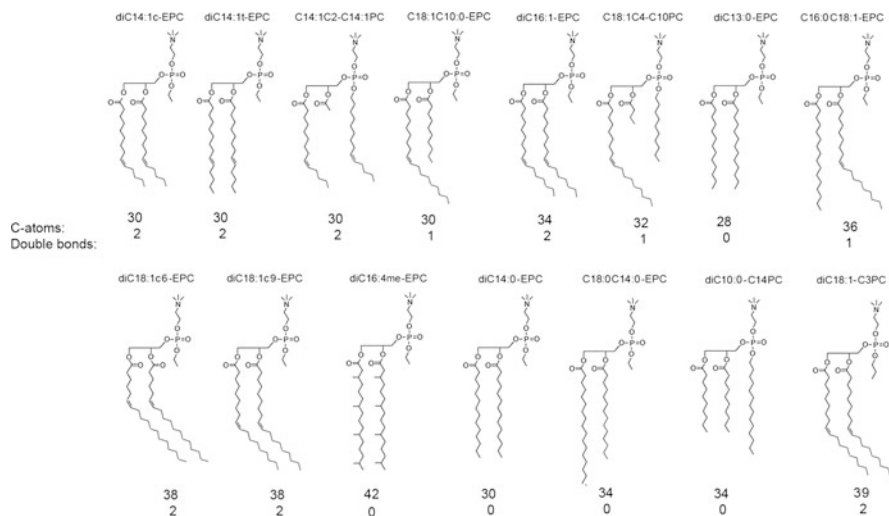 diC14:1c-EPC diC14:1t-EPC C14:1C2-C14:1PC C18:1C10:0-EPC diC16:1-EPC C18:1C4-C10PC diC13:0-EPC C16:0C18:1-EPC
C-atoms: 30 30 30 30 34 32 28 36
Double bonds: 2 2 2 1 2 1 0 1
diC18:1c6-EPC diC18:1c9-EPC diC16:4me-EPC diC14:0-EPC C18:0C14:0-EPC diC10:0-C14PC diC18:1-C3PC
38 38 42 30 34 34 39
2 2 0 0 0 0 2